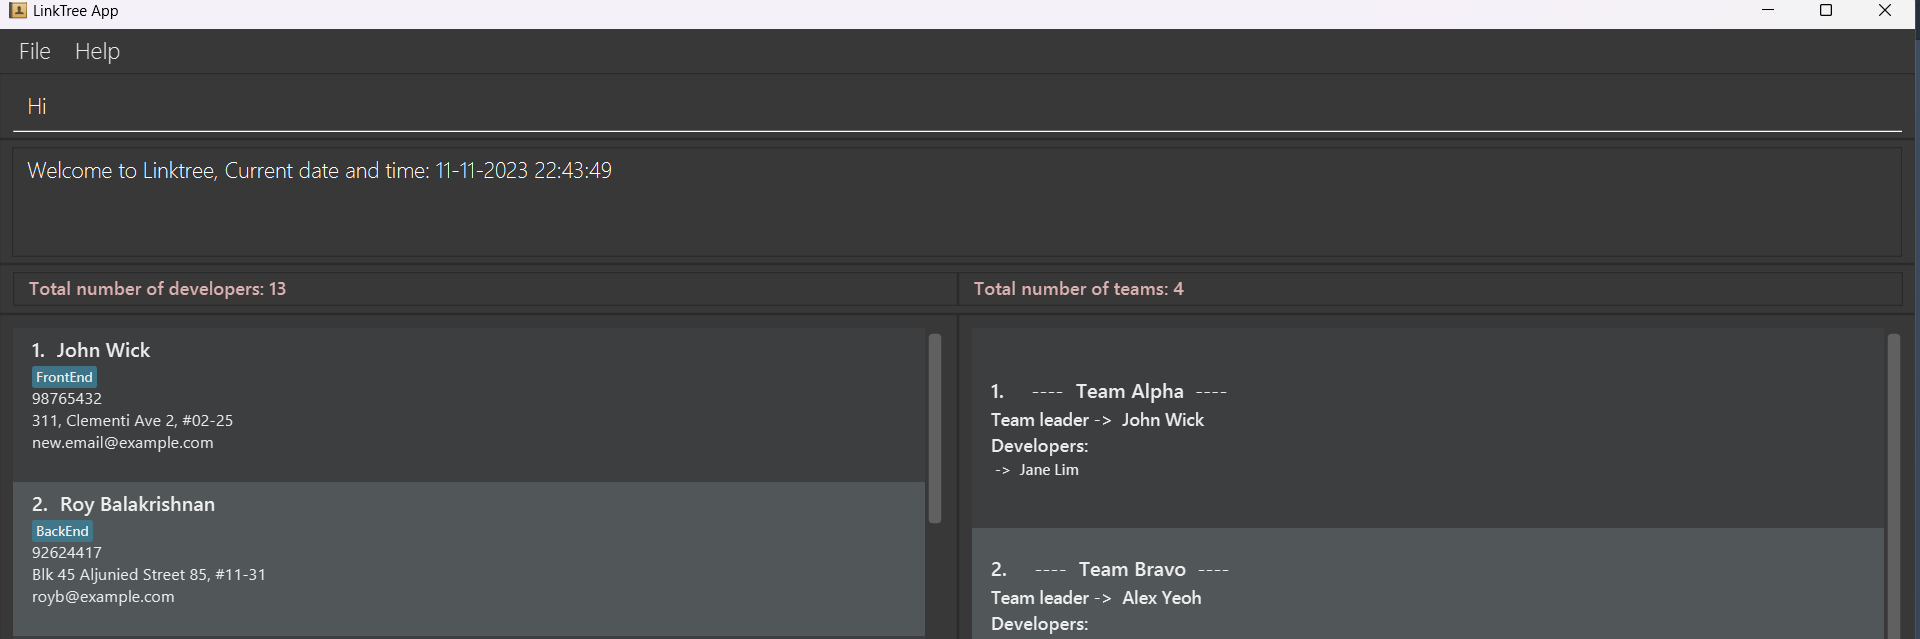 LinkTree App
File Help
Hi
Welcome to Linktree, Current date and time: 11-11-2023 22:43:49
Total number of developers: 13
Total number of teams: 4
1. John Wick
FrontEnd
98765432
311, Clementi Ave 2, #02-25
new.email@example.com
2. Roy Balakrishnan
BackEnd
92624417
Blk 45 Aljunied Street 85, #11-31
royb@example.com
1. ---- Team Alpha ----
Team leader -> John Wick
Developers:
-> Jane Lim
2. ---- Team Bravo ----
Team leader -> Alex Yeoh
Developers: